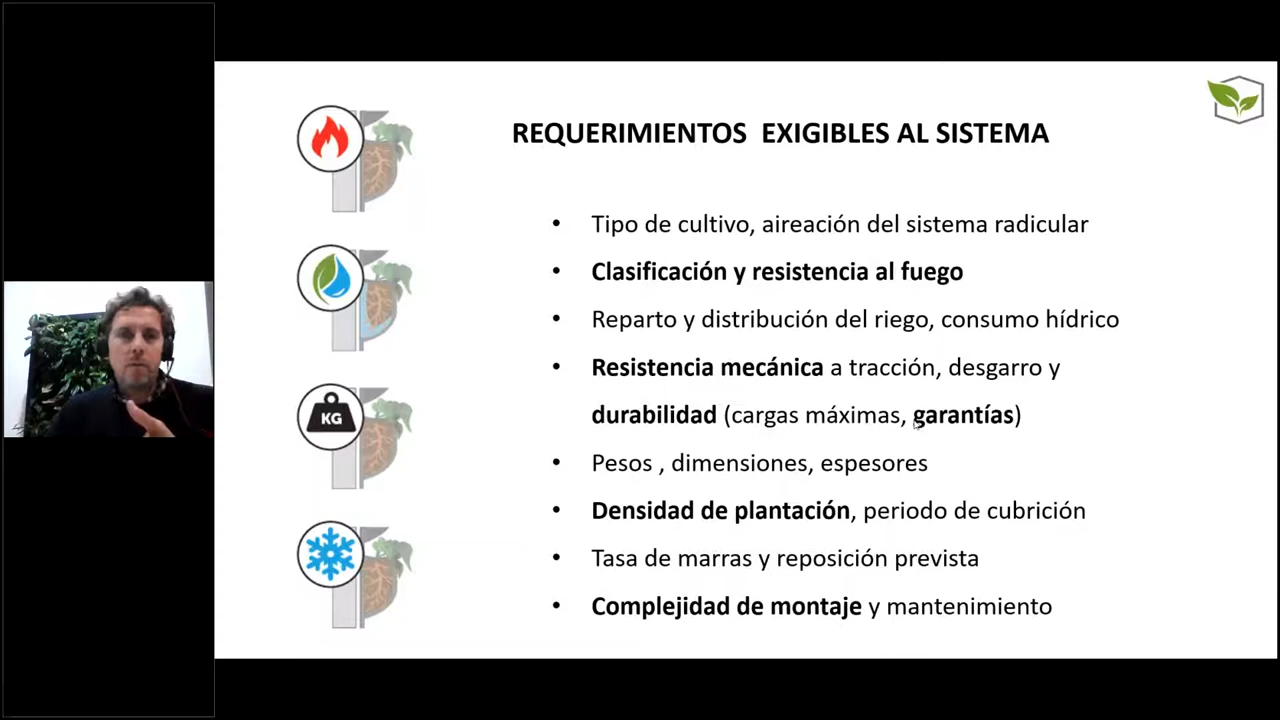 REQUERIMIENTOS EXIGIBLES AL SISTEMA
• Tipo de cultivo, aireación del sistema radicular
• Clasificación y resistencia al fuego
• Reparto y distribución del riego, consumo hídrico
• Resistencia mecánica a tracción, desgarro y
durabilidad (cargas máximas, garantías)
• Pesos , dimensiones, espesores
• Densidad de plantación, periodo de cubrición
• Tasa de marras y reposición prevista
• Complejidad de montaje y mantenimiento
KG